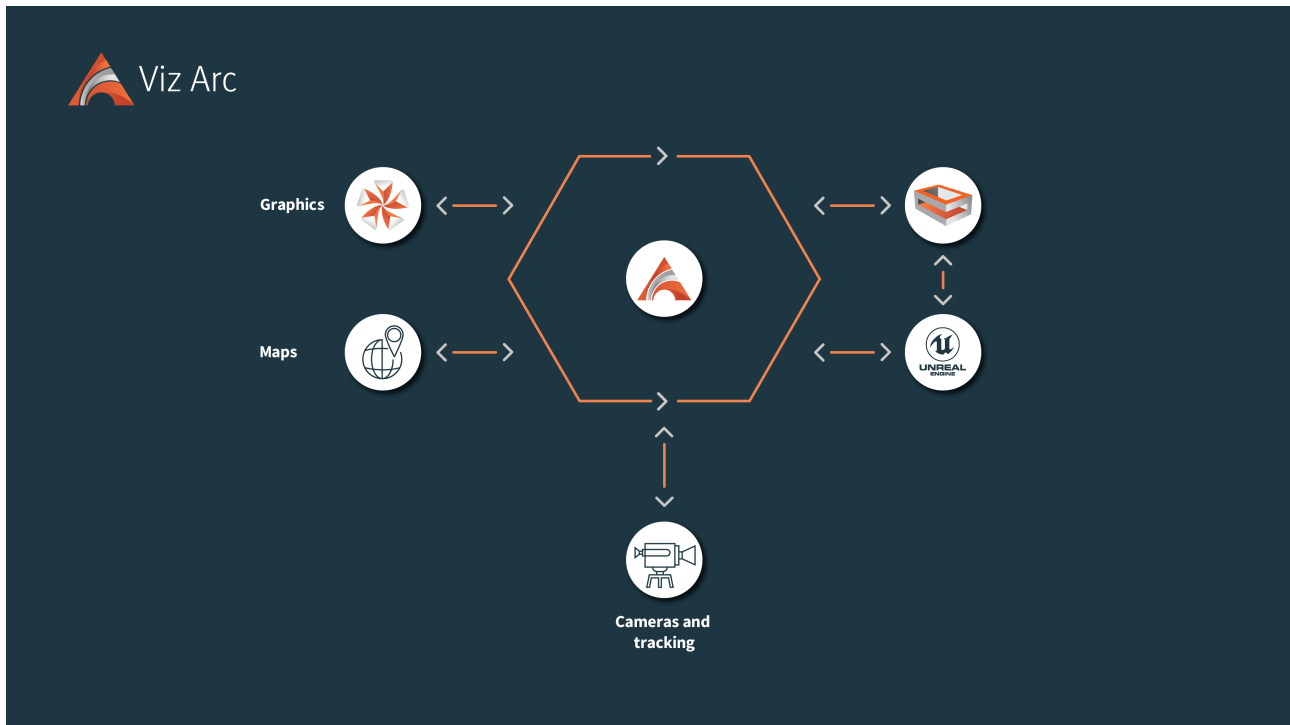 Viz Arc
Graphics
Maps
UNREAL
ENGINE
Cameras and
tracking